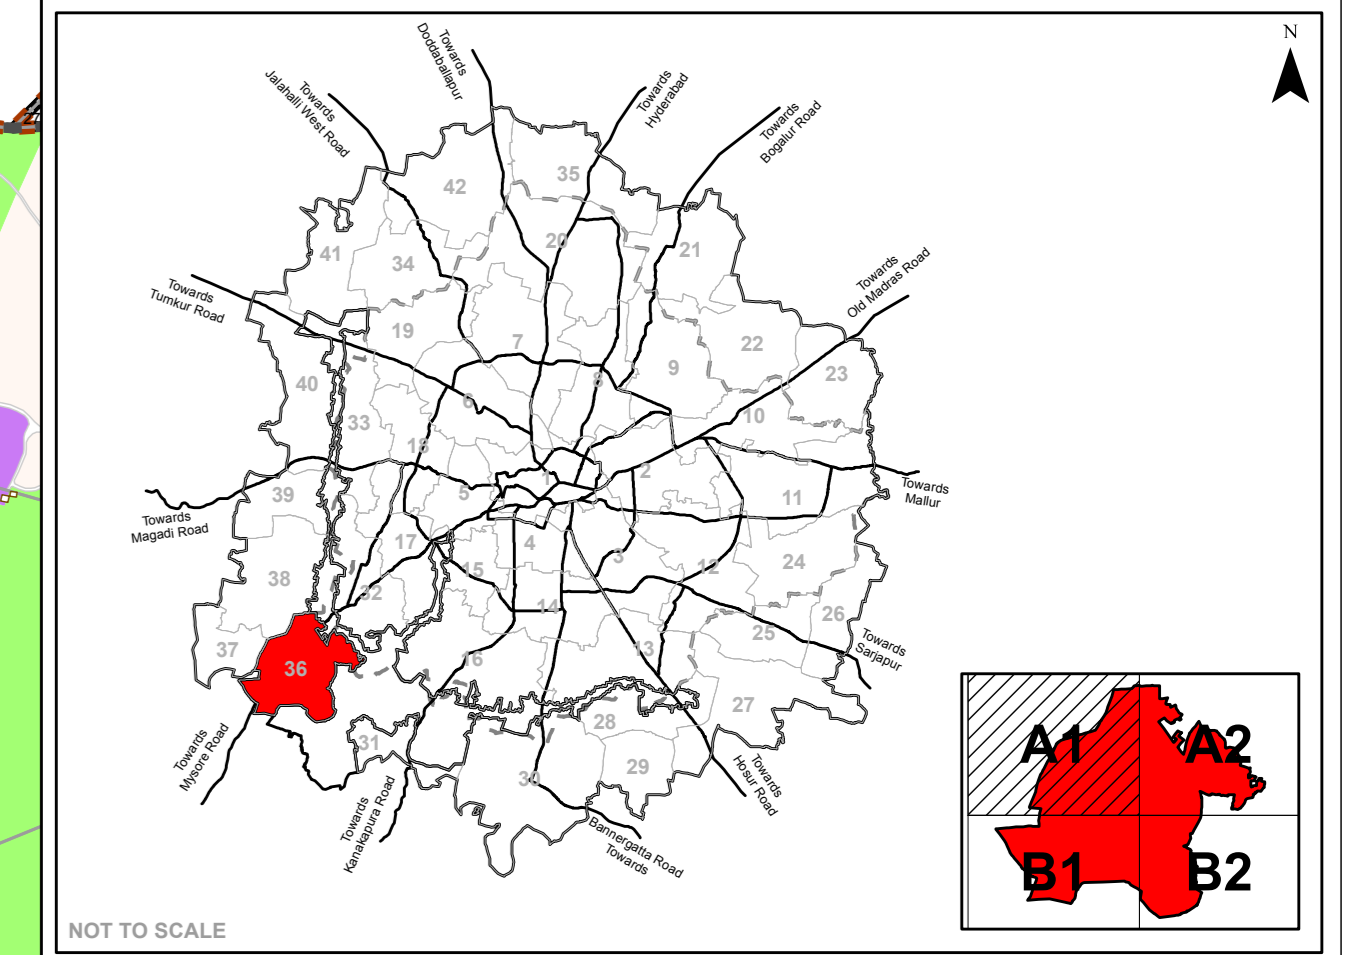 N
Towards
Doddaballapur
Towards
Jalahalli West Road
Towards
Hyderabad
Towards
Bogalur Road
35
42
20
21
41
34
Towards
Old Madras Road
Towards
Tumkur Road
19
7
22
9
23
40
8
6
10
33
18
2
1
39
5
11
Towards
Mallur
Towards
Magadi Road
17
4
3
12
24
38
15
32
14
26
25
37
36
16
13
Towards
Sarjapur
27
28
31
29
30
Towards
Mysore Road
Towards
Kanakapura Road
Towards
Hosur Road
Bannergatta Road
Towards
A1
A2
B1
B2
NOT TO SCALE